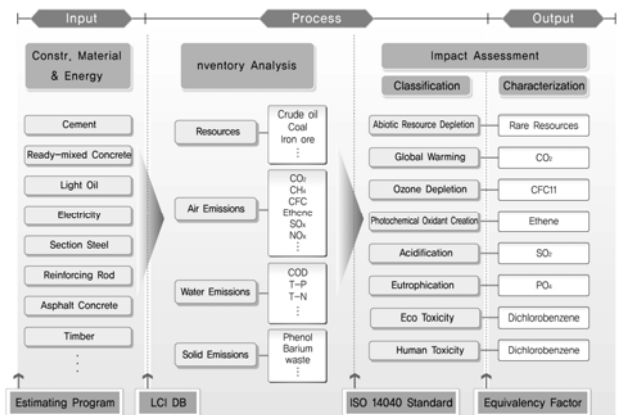 Input
Process
Output
Constr, Material
& Energy
nventory Analysis
Impact Assessment
Classification
Characterization
Cement
Ready-mixed Concrete
Light Oil
Electricity
Section Steel
Reinforcing Rod
Asphalt Concrete
Timber
⋮
Resources
Crude oil
Coal
Iron ore
⋮
Air Emissions
CO₂
CH₄
CFC
Ethene
SOₓ
NOₓ
⋮
Water Emissions
COD
T-P
T-N
⋮
Solid Emissions
Phenol
Barium
waste
⋮
Abiotic Resource Depletion
Rare Resources
Global Warming
CO₂
Ozone Depletion
CFC11
Photochemical Oxidant Creation
Ethene
Acidification
SO₂
Eutrophication
PO₄
Eco Toxicity
Dichlorobenzene
Human Toxicity
Dichlorobenzene
Estimating Program
LCI DB
ISO 14040 Standard
Equivalency Factor